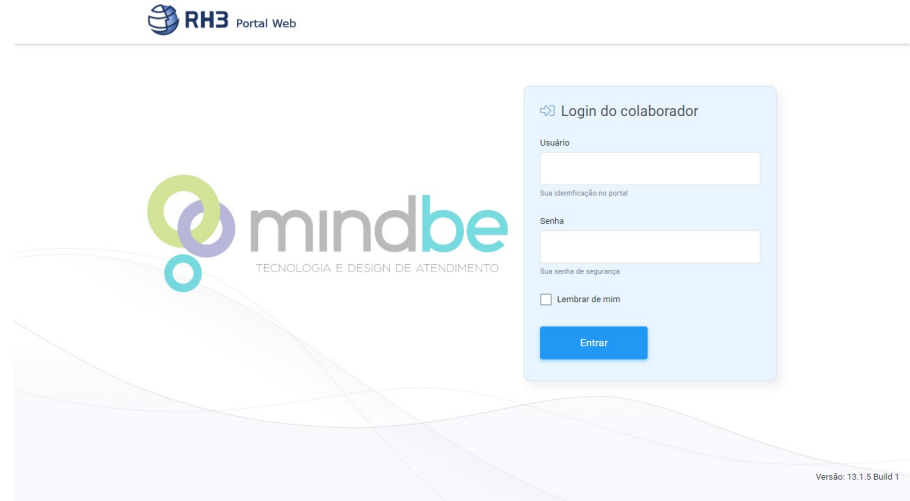 RH3 Portal Web
Login do colaborador
Usuário
Sua identificação no portal
Senha
Sua senha de segurança
Lembrar de mim
Entrar
mindbe
TECNOLOGIA E DESIGN DE ATENDIMENTO
Versão: 13.1.5 Build 1